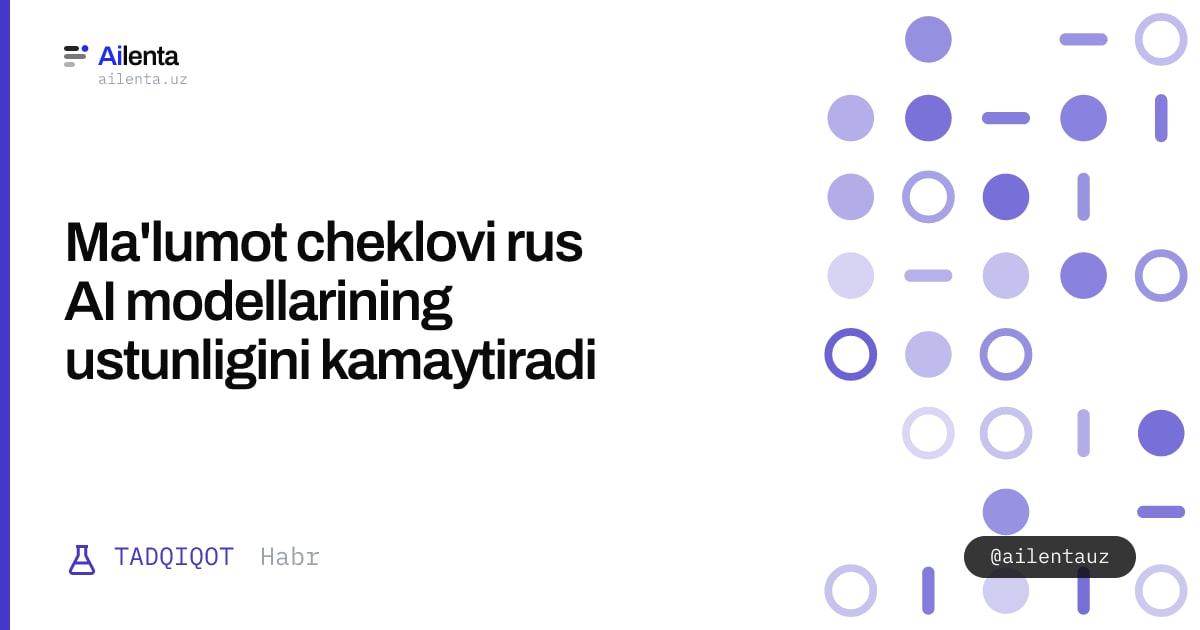 Ailenta
ailenta.uz
Ma'lumot cheklovi rus
AI modellarining
ustunligini kamaytiradi
TADQIQOT Habr
@ailentauz